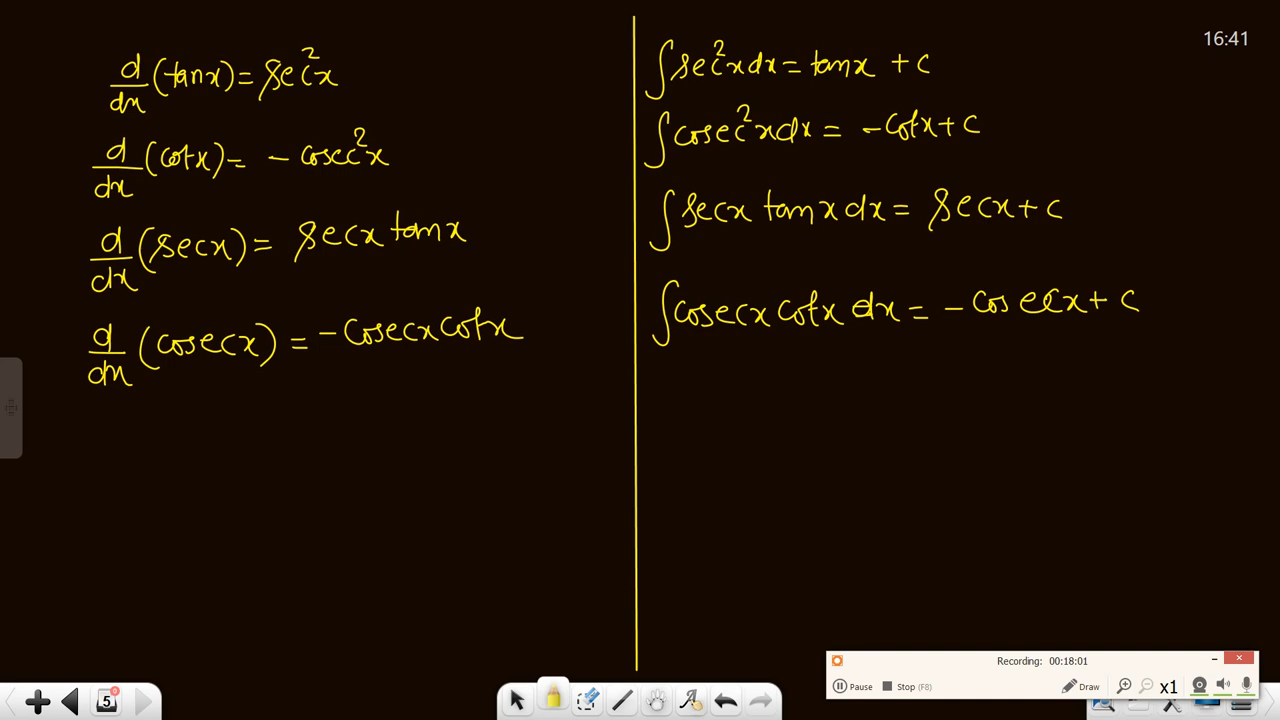 16:41
d/dx (tanx) = sec²x
d/dx (cotx) = - cosec²x
d/dx (secx) = secx tanx
d/dx (cosecx) = - cosecx cotx
∫sec²x dx = tanx + c
∫cosec²x dx = - cotx + c
∫secx tanx dx = secx + c
∫cosecx cotx dx = - cosecx + c
Recording: 00:18:01
Pause Stop (F8) Draw x1
5 0